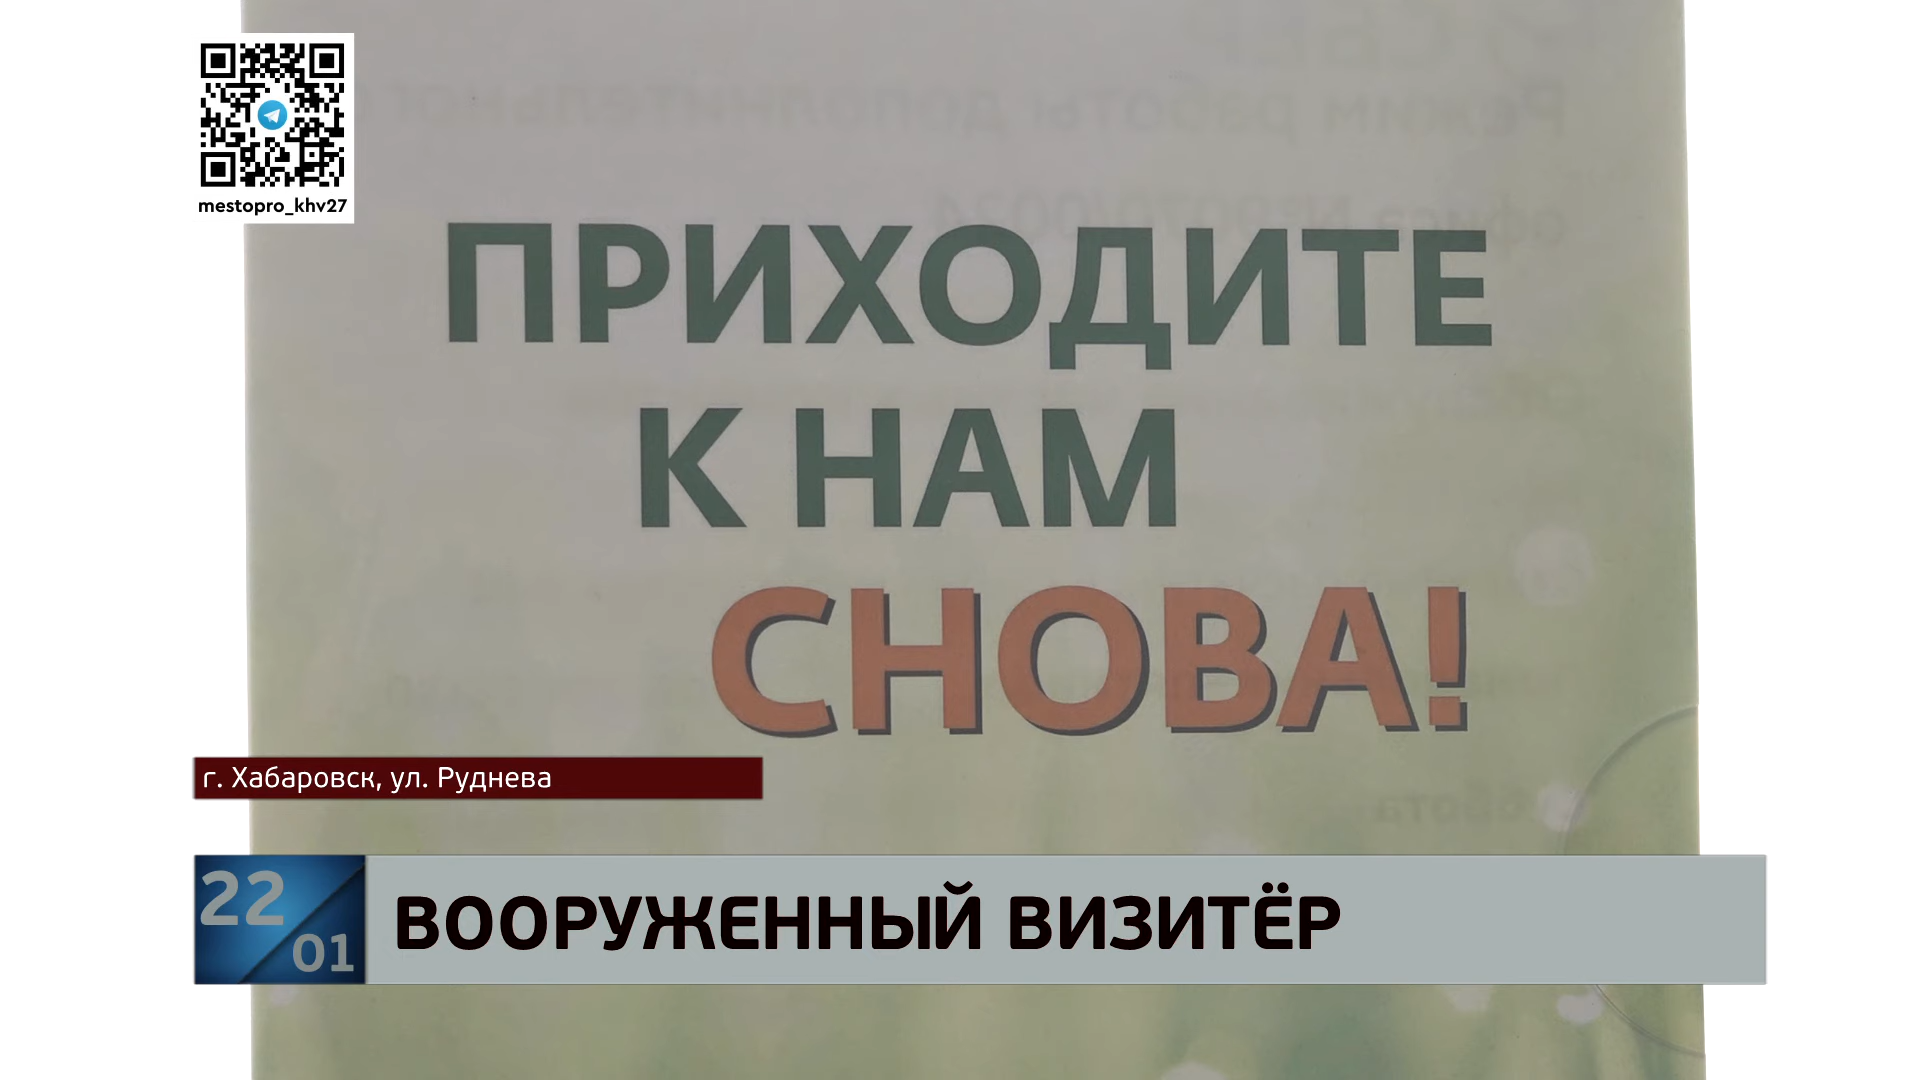 mestopro_khv27
ПРИХОДИТЕ
К НАМ
СНОВА!
г. Хабаровск, ул. Руднева
22
01
ВООРУЖЕННЫЙ ВИЗИТЁР